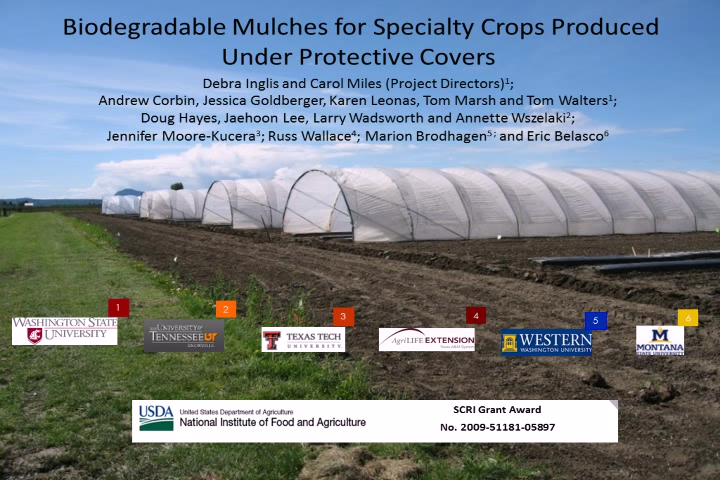 Biodegradable Mulches for Specialty Crops Produced
Under Protective Covers
Debra Inglis and Carol Miles (Project Directors)¹;
Andrew Corbin, Jessica Goldberger, Karen Leonas, Tom Marsh and Tom Walters¹;
Doug Hayes, Jaehoon Lee, Larry Wadsworth and Annette Wszelaki²;
Jennifer Moore-Kucera³; Russ Wallace⁴; Marion Brodhagen⁵; and Eric Belasco⁶
1
WASHINGTON STATE
UNIVERSITY
2
UNIVERSITY of
TENNESSEE UT
KNOXVILLE
3
TEXAS TECH
UNIVERSITY
4
AgriLIFE EXTENSION
Texas A&M System
5
WESTERN
WASHINGTON UNIVERSITY
6
M
MONTANA
STATE UNIVERSITY
USDA
United States Department of Agriculture
National Institute of Food and Agriculture
SCRI Grant Award
No. 2009-51181-05897